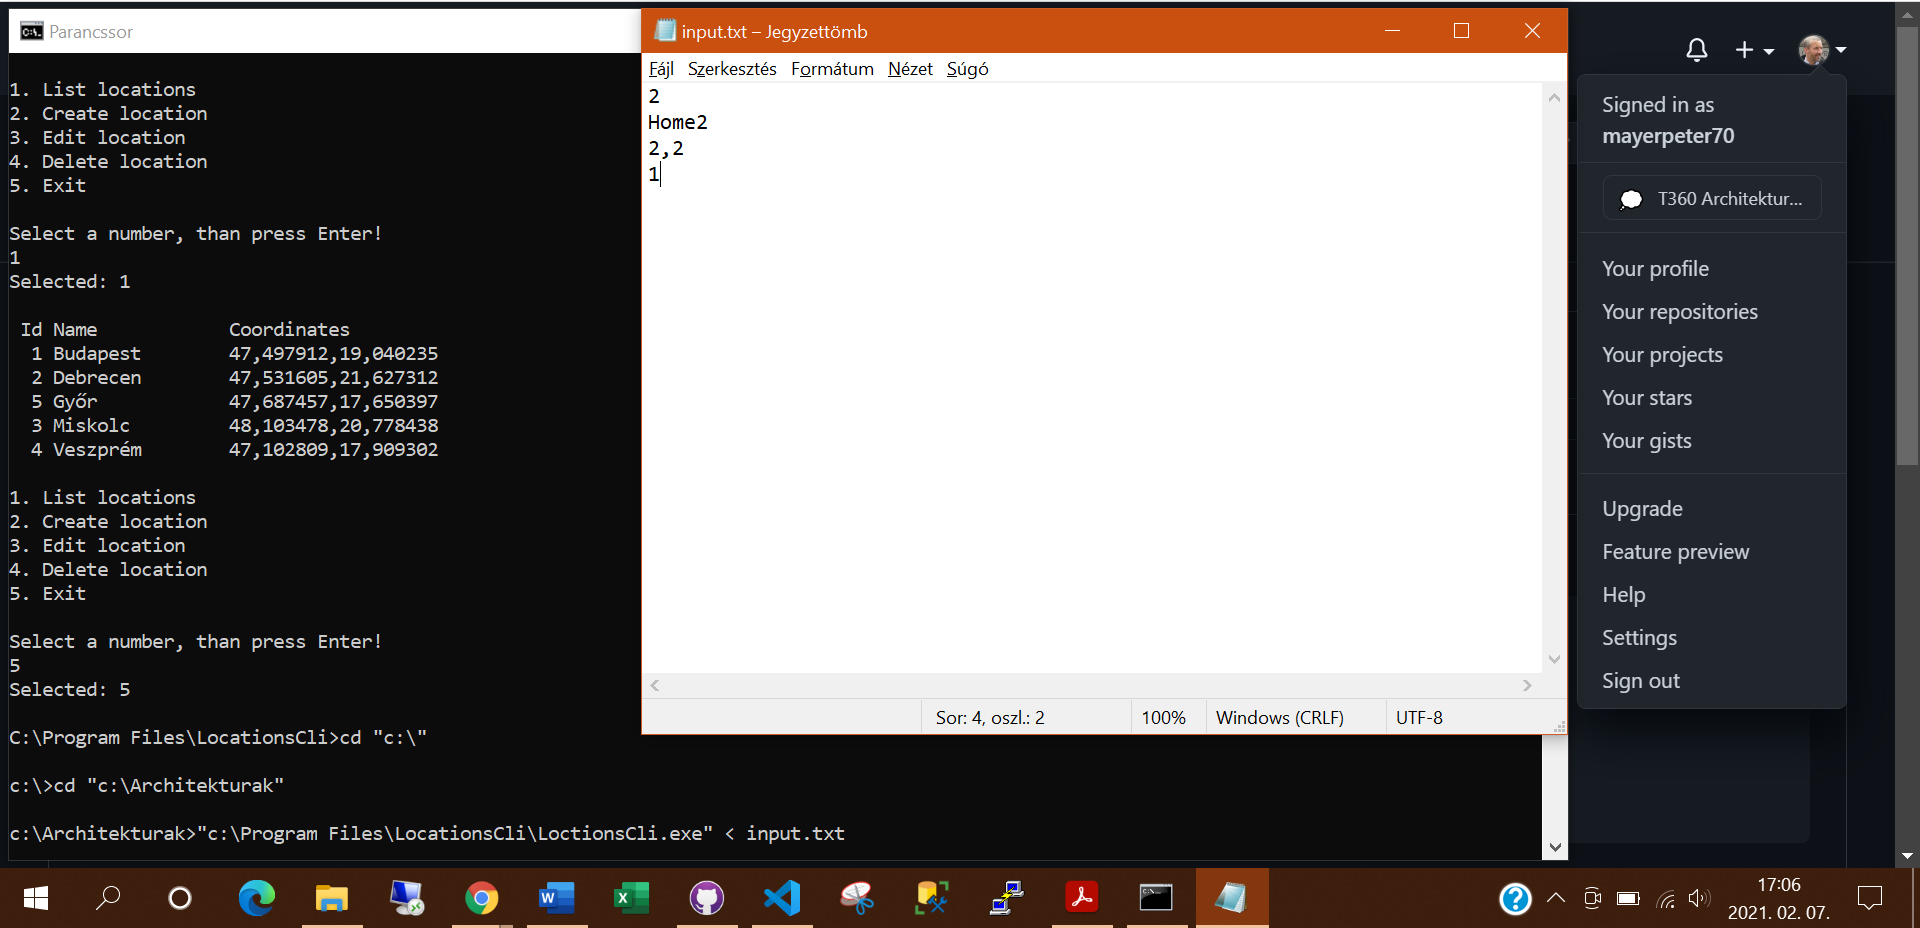 Parancssor
1. List locations
2. Create location
3. Edit location
4. Delete location
5. Exit
Select a number, than press Enter!
1
Selected: 1
Id Name Coordinates
1 Budapest 47,497912,19,040235
2 Debrecen 47,531605,21,627312
5 Győr 47,687457,17,650397
3 Miskolc 48,103478,20,778438
4 Veszprém 47,102809,17,909302
1. List locations
2. Create location
3. Edit location
4. Delete location
5. Exit
Select a number, than press Enter!
5
Selected: 5
C:\Program Files\LocationsCli>cd "c:\"
c:\>cd "c:\Architekturak"
c:\Architekturak>"c:\Program Files\LocationsCli\LoctionsCli.exe" < input.txt
input.txt – Jegyzettömb
Fájl Szerkesztés Formátum Nézet Súgó
2
Home2
2,2
1
Sor: 4, oszl.: 2 100% Windows (CRLF) UTF-8
Signed in as
mayerpeter70
T360 Architektur...
Your profile
Your repositories
Your projects
Your stars
Your gists
Upgrade
Feature preview
Help
Settings
Sign out
17:06
2021. 02. 07.